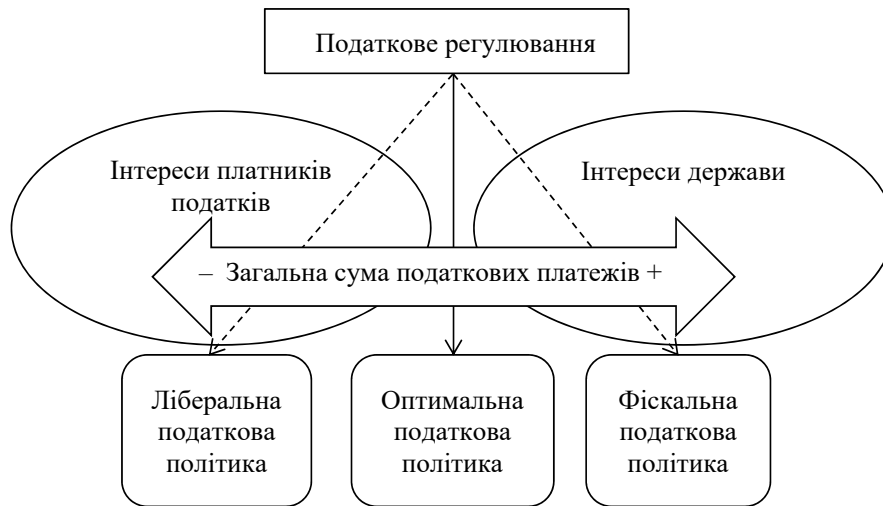 Податкове регулювання
Інтереси платників
податків
Інтереси держави
– Загальна сума податкових платежів +
Ліберальна
податкова
політика
Оптимальна
податкова
політика
Фіскальна
податкова
політика